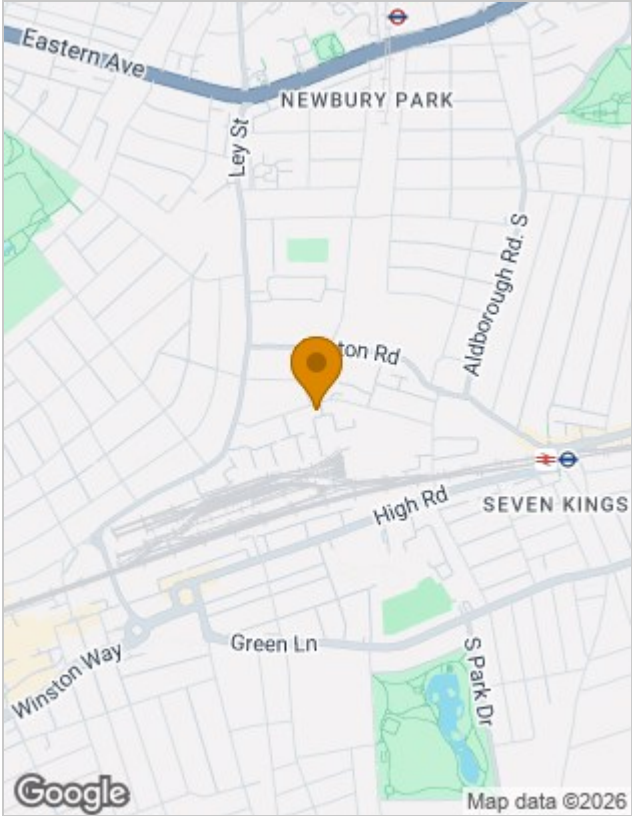 Eastern Ave
NEWBURY PARK
Ley St
Aldborough Rd. S
ton Rd
High Rd
SEVEN KINGS
Green Ln
Winston Way
S Park Dr
Google
Map data ©2026